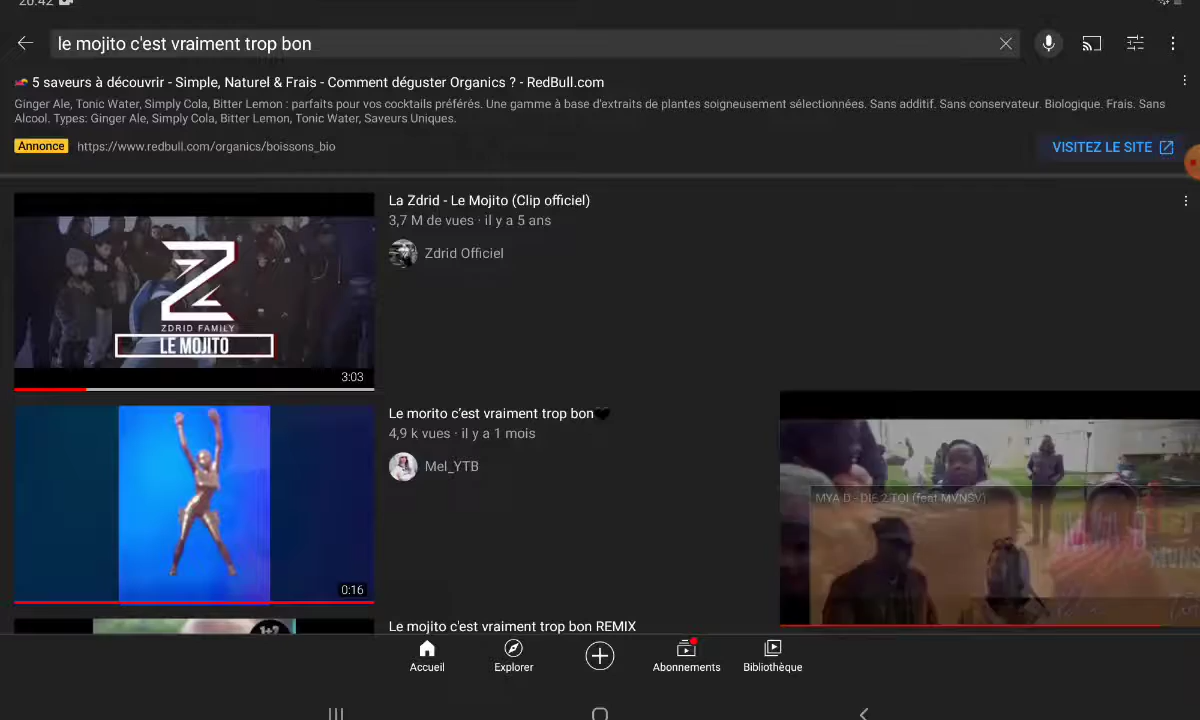 20:42
le mojito c'est vraiment trop bon
5 saveurs à découvrir - Simple, Naturel & Frais - Comment déguster Organics ? - RedBull.com
Ginger Ale, Tonic Water, Simply Cola, Bitter Lemon : parfaits pour vos cocktails préférés. Une gamme à base d'extraits de plantes soigneusement sélectionnées. Sans additif. Sans conservateur. Biologique. Frais. Sans
Alcool. Types: Ginger Ale, Simply Cola, Bitter Lemon, Tonic Water, Saveurs Uniques.
Annonce https://www.redbull.com/organics/boissons_bio
VISITEZ LE SITE
La Zdrid - Le Mojito (Clip officiel)
3,7 M de vues · il y a 5 ans
Zdrid Officiel
Z
ZDRID FAMILY
LE MOJITO
3:03
Le morito c'est vraiment trop bon🖤
4,9 k vues · il y a 1 mois
Mel_YTB
0:16
MYA D - DIE 2 TOI (feat MVNSV)
Le mojito c'est vraiment trop bon REMIX
Accueil
Explorer
Abonnements
Bibliothèque